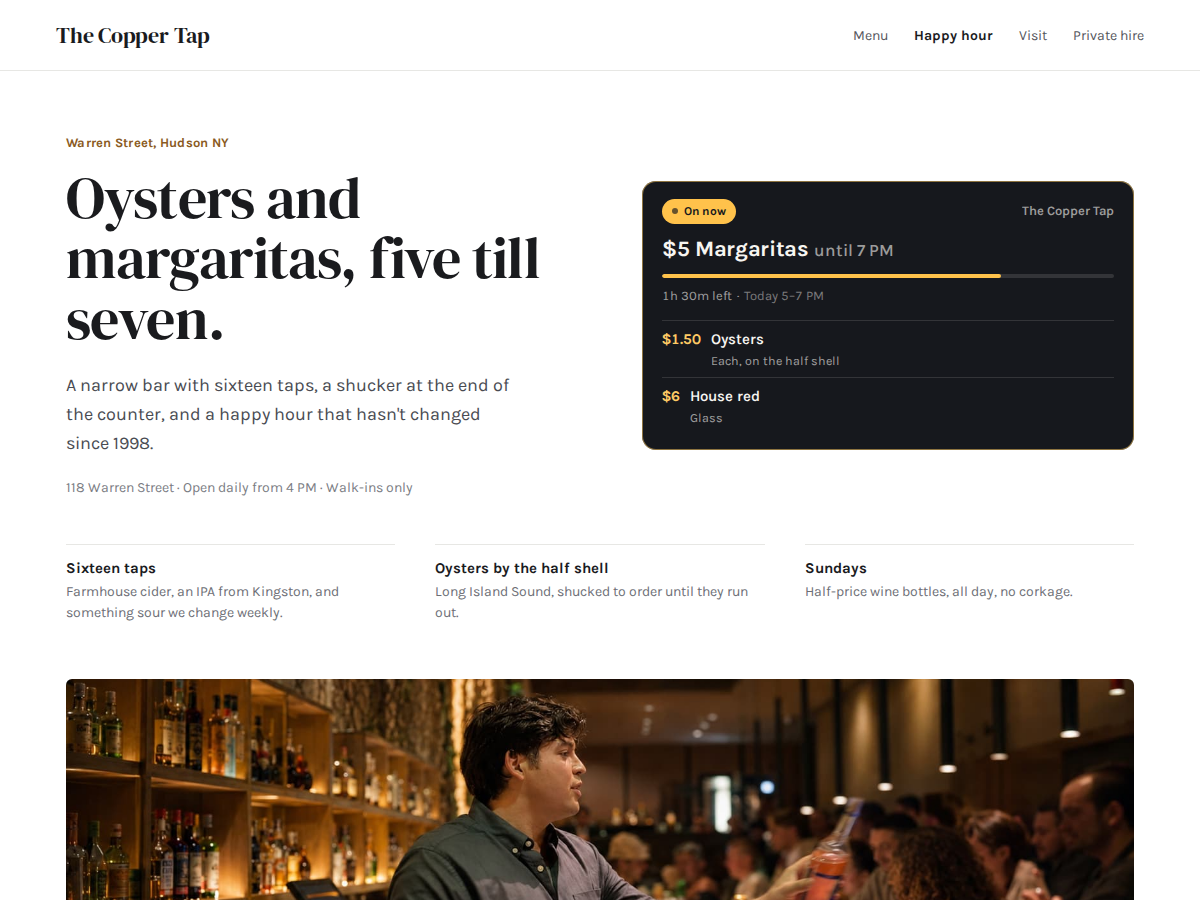 The Copper Tap
Menu
Happy hour
Visit
Private hire
Warren Street, Hudson NY
Oysters and
margaritas, five till
seven.
A narrow bar with sixteen taps, a shucker at the end of
the counter, and a happy hour that hasn't changed
since 1998.
118 Warren Street · Open daily from 4 PM · Walk-ins only
On now
The Copper Tap
$5 Margaritas until 7 PM
1h 30m left · Today 5–7 PM
$1.50 Oysters
Each, on the half shell
$6 House red
Glass
Sixteen taps
Farmhouse cider, an IPA from Kingston, and
something sour we change weekly.
Oysters by the half shell
Long Island Sound, shucked to order until they run
out.
Sundays
Half-price wine bottles, all day, no corkage.